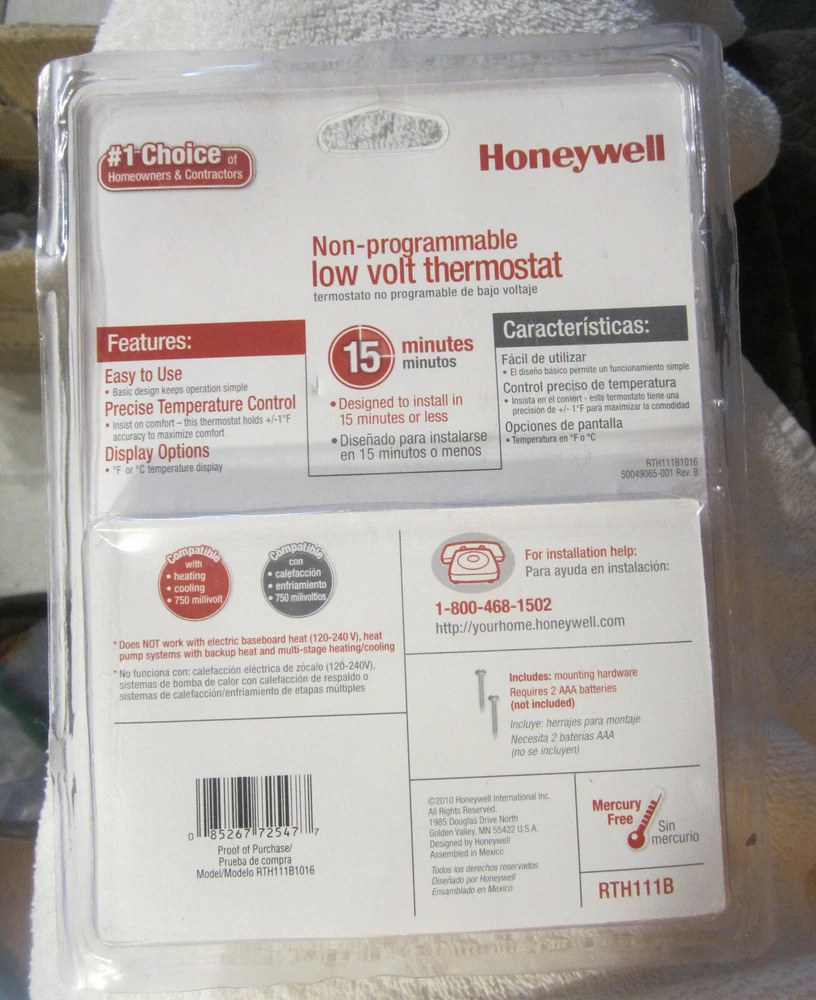 #1 Choice of
Homeowners & Contractors
Honeywell
Non-programmable
low volt thermostat
termostato no programable de bajo voltaje
Features:
Easy to Use
• Basic design keeps operation simple
Precise Temperature Control
• Insist on comfort – this thermostat holds +/-1°F
accuracy to maximize comfort
Display Options
• °F or °C temperature display
15 minutes
minutos
• Designed to install in
15 minutes or less
• Diseñado para instalarse
en 15 minutos o menos
Características:
Fácil de utilizar
• El diseño básico permite un funcionamiento simple
Control preciso de temperatura
• Insista en el confort - este termostato tiene una
precisión de +/- 1°F para maximizar la comodidad
Opciones de pantalla
• Temperatura en °F o °C
RTH111B1016
50049065-001 Rev. B
Compatible
with
• heating
• cooling
• 750 millivolt
Compatible
con
• calefacción
• enfriamiento
• 750 milivoltios
* Does NOT work with electric baseboard heat (120-240 V), heat
pump systems with backup heat and multi-stage heating/cooling
* No funciona con: calefacción eléctrica de zócalo (120-240V),
sistemas de bomba de calor con calefacción de respaldo o
sistemas de calefacción/enfriamiento de etapas múltiples
For installation help:
Para ayuda en instalación:
1-800-468-1502
http://yourhome.honeywell.com
Includes: mounting hardware
Requires 2 AAA batteries
(not included)
Incluye: herrajes para montaje
Necesita 2 baterías AAA
(no se incluyen)
0 85267 72547 7
Proof of Purchase/
Prueba de compra
Model/Modelo RTH111B1016
©2010 Honeywell International Inc.
All Rights Reserved.
1985 Douglas Drive North
Golden Valley, MN 55422 U.S.A.
Designed by Honeywell
Assembled in Mexico
Todos los derechos reservados.
Diseñado por Honeywell
Ensamblado en Mexico
Mercury
Free
Sin
mercurio
RTH111B